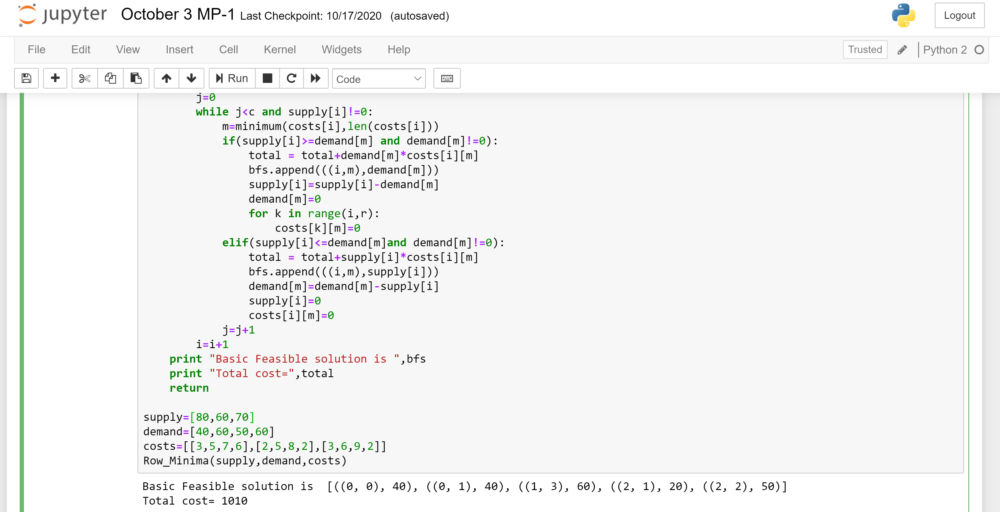 jupyter October 3 MP-1 Last Checkpoint: 10/17/2020 (autosaved) Logout
File Edit View Insert Cell Kernel Widgets Help Trusted Python 2
Run Code
j=0
while j<c and supply[i]!=0:
m=minimum(costs[i],len(costs[i]))
if(supply[i]>=demand[m] and demand[m]!=0):
total = total+demand[m]*costs[i][m]
bfs.append(((i,m),demand[m]))
supply[i]=supply[i]-demand[m]
demand[m]=0
for k in range(i,r):
costs[k][m]=0
elif(supply[i]<=demand[m]and demand[m]!=0):
total = total+supply[i]*costs[i][m]
bfs.append(((i,m),supply[i]))
demand[m]=demand[m]-supply[i]
supply[i]=0
costs[i][m]=0
j=j+1
i=i+1
print "Basic Feasible solution is ",bfs
print "Total cost=",total
return
supply=[80,60,70]
demand=[40,60,50,60]
costs=[[3,5,7,6],[2,5,8,2],[3,6,9,2]]
Row_Minima(supply,demand,costs)
Basic Feasible solution is  [((0, 0), 40), ((0, 1), 40), ((1, 3), 60), ((2, 1), 20), ((2, 2), 50)]
Total cost= 1010